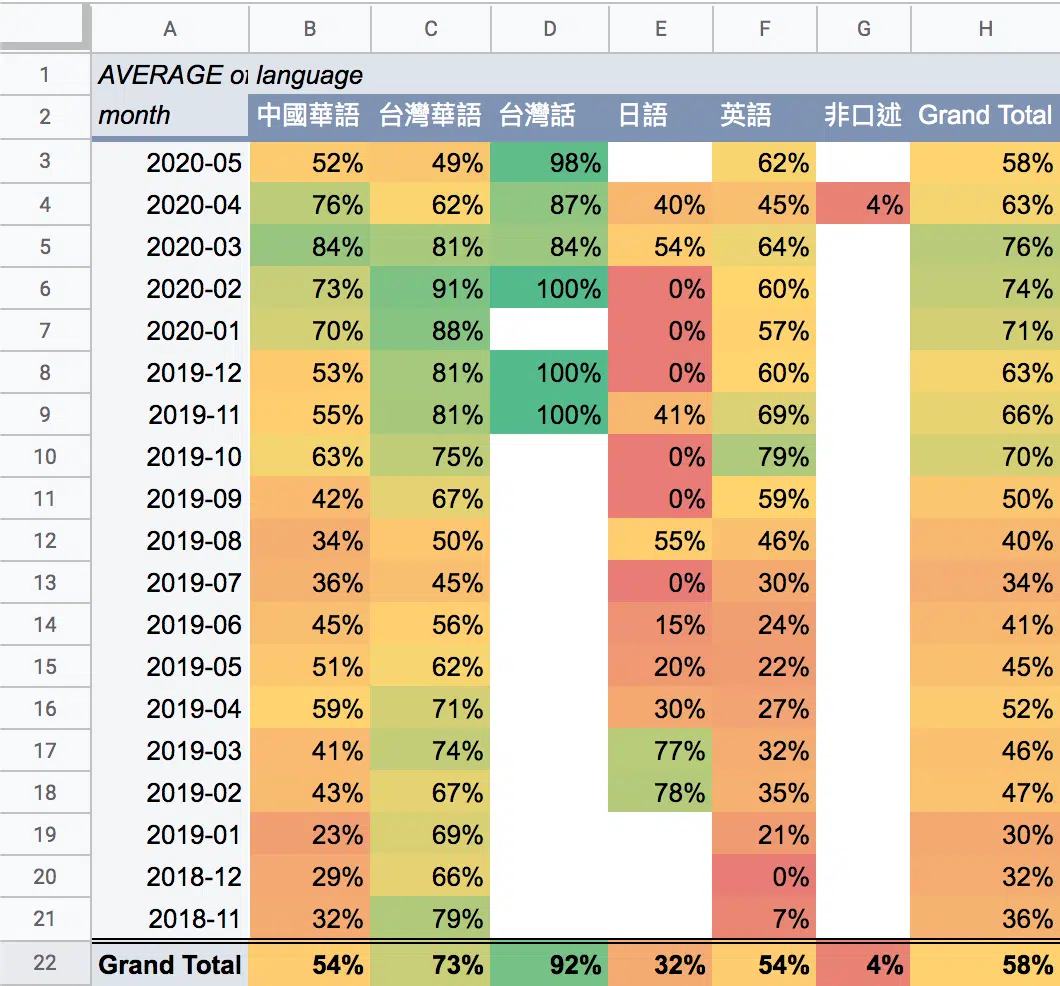 A B C D E F G H
1 AVERAGE of language
2 month 中國華語 台灣華語 台灣話 日語 英語 非口述 Grand Total
3 2020-05 52% 49% 98% 62% 58%
4 2020-04 76% 62% 87% 40% 45% 4% 63%
5 2020-03 84% 81% 84% 54% 64% 76%
6 2020-02 73% 91% 100% 0% 60% 74%
7 2020-01 70% 88% 0% 57% 71%
8 2019-12 53% 81% 100% 0% 60% 63%
9 2019-11 55% 81% 100% 41% 69% 66%
10 2019-10 63% 75% 0% 79% 70%
11 2019-09 42% 67% 0% 59% 50%
12 2019-08 34% 50% 55% 46% 40%
13 2019-07 36% 45% 0% 30% 34%
14 2019-06 45% 56% 15% 24% 41%
15 2019-05 51% 62% 20% 22% 45%
16 2019-04 59% 71% 30% 27% 52%
17 2019-03 41% 74% 77% 32% 46%
18 2019-02 43% 67% 78% 35% 47%
19 2019-01 23% 69% 21% 30%
20 2018-12 29% 66% 0% 32%
21 2018-11 32% 79% 7% 36%
22 Grand Total 54% 73% 92% 32% 54% 4% 58%